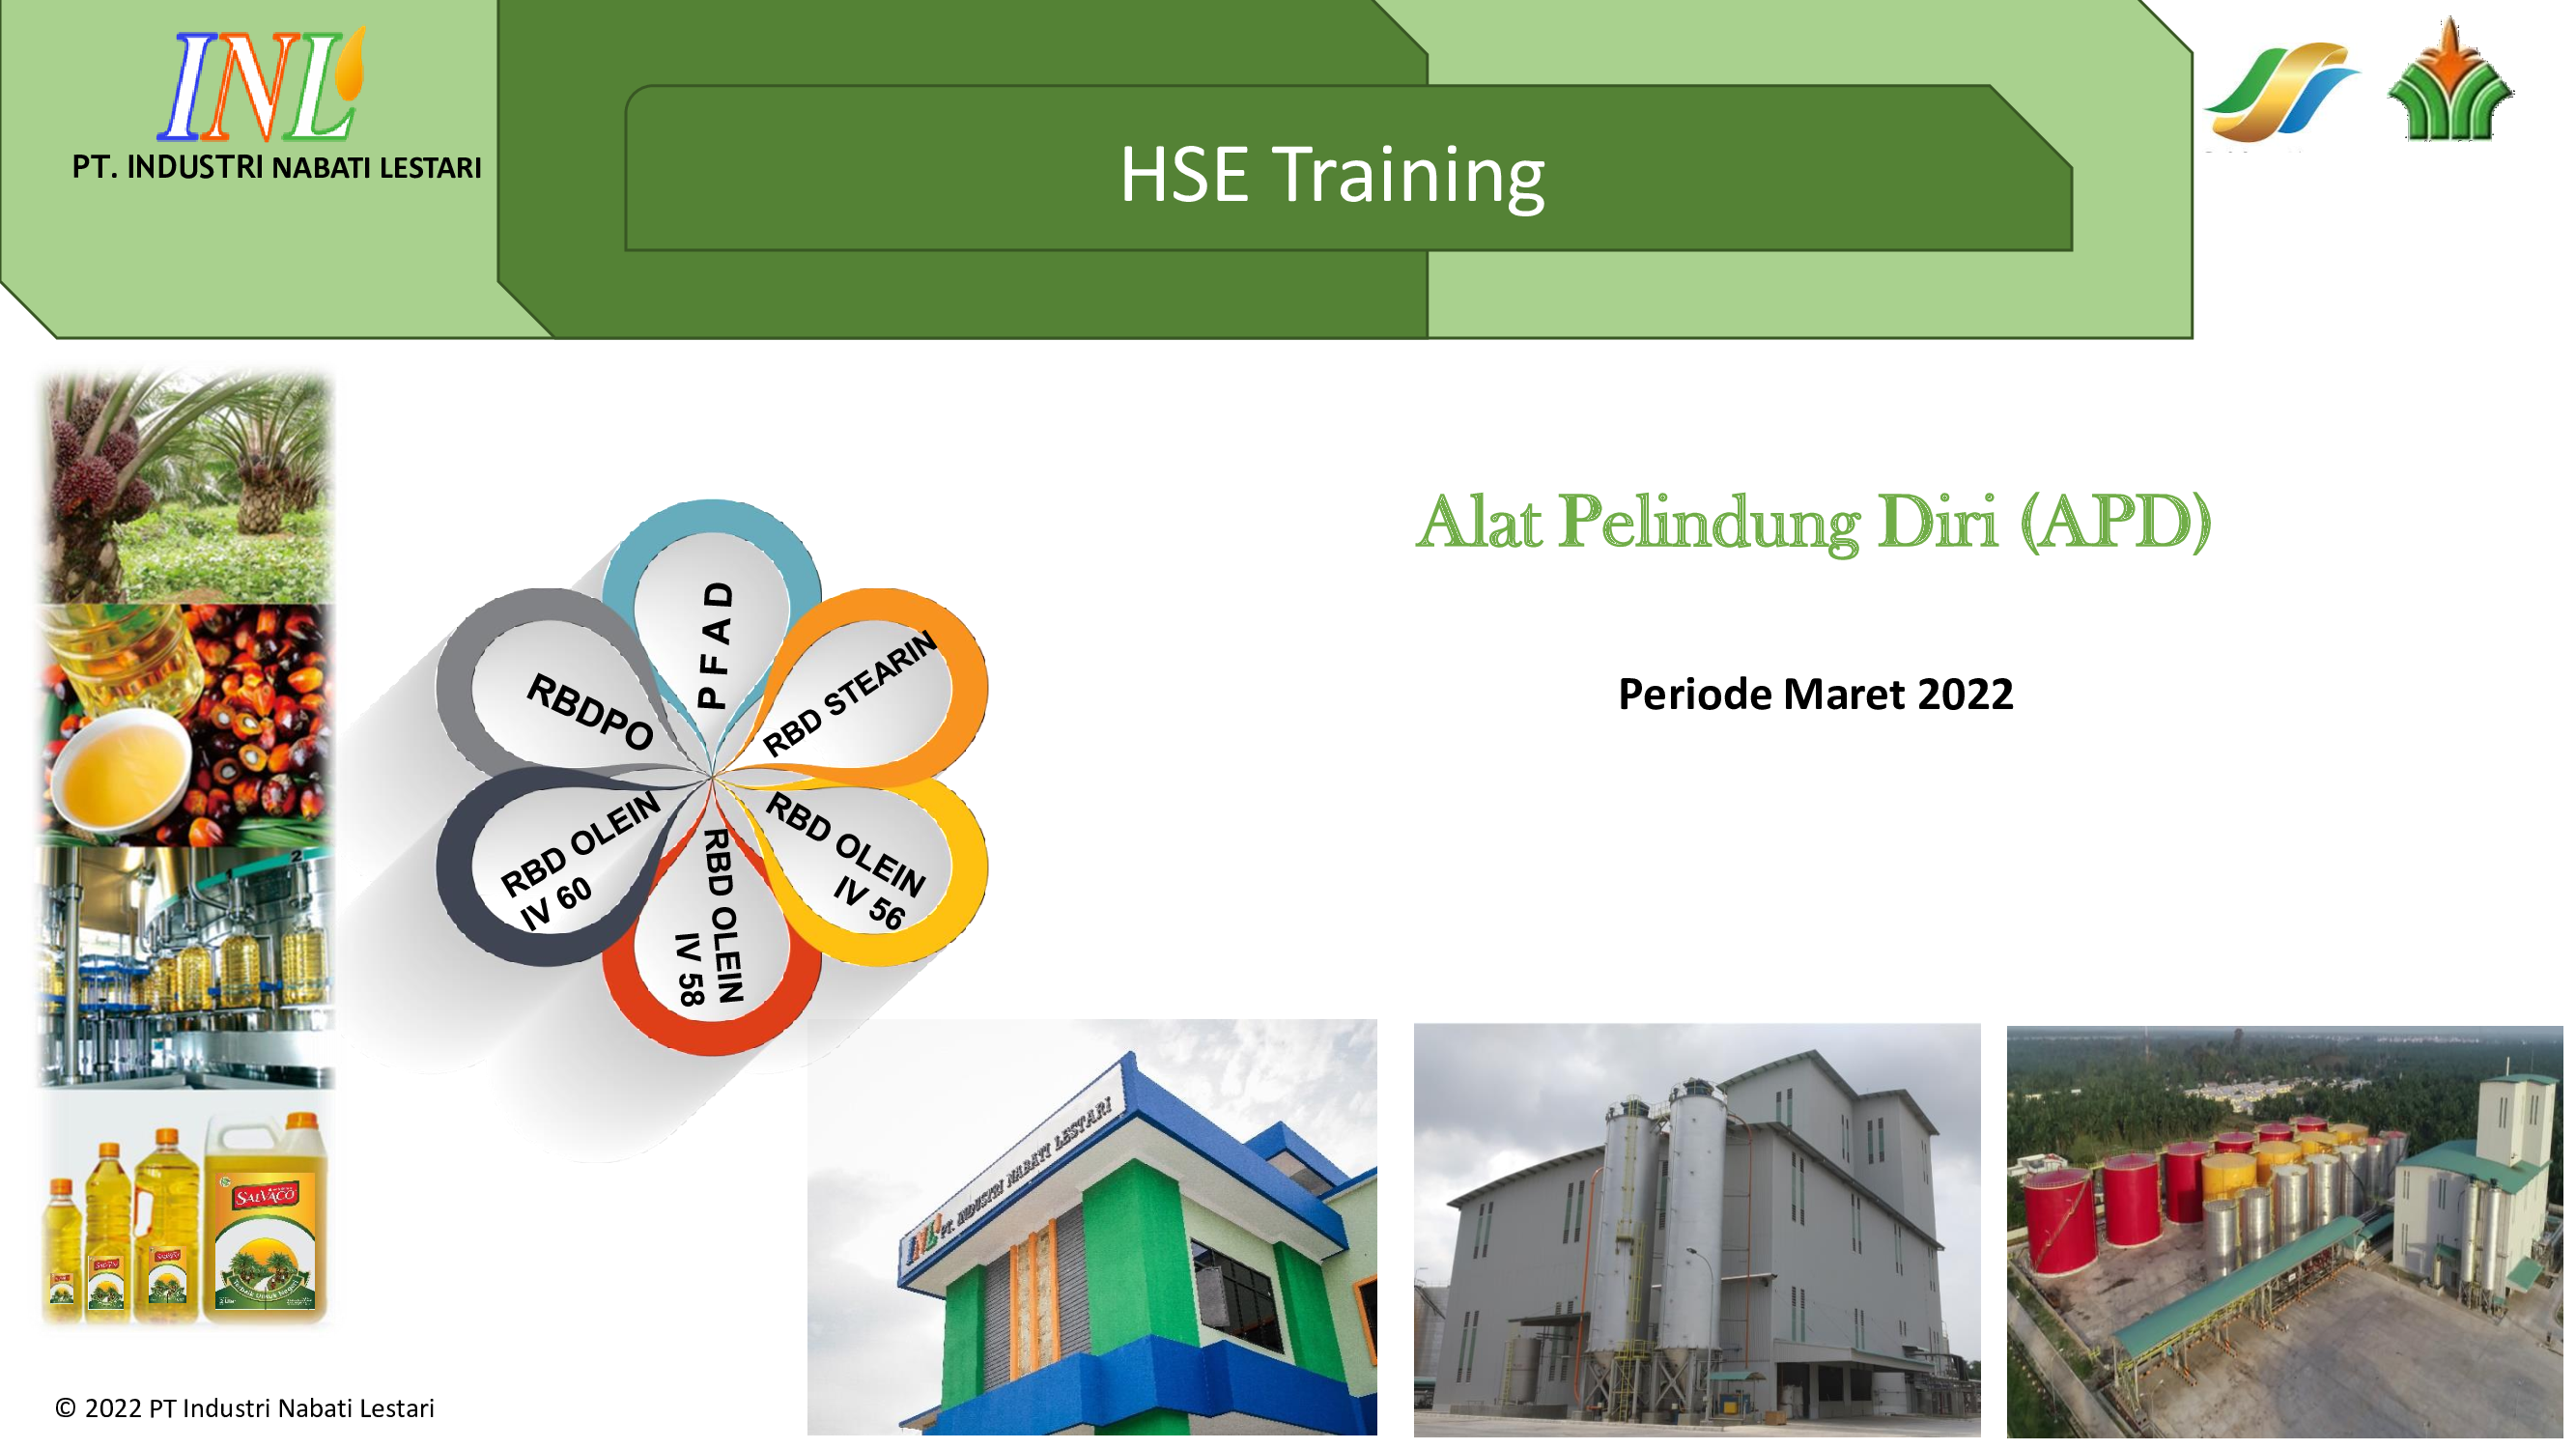 INL
PT. INDUSTRI NABATI LESTARI
HSE Training
Alat Pelindung Diri (APD)
Periode Maret 2022
P F A D
RBD STEARIN
RBDPO
RBD OLEIN
IV 60
RBD OLEIN
IV 58
RBD OLEIN
IV 56
2
SALVACO
SALVACO
INL PT. INDUSTRI NABATI LESTARI
© 2022 PT Industri Nabati Lestari